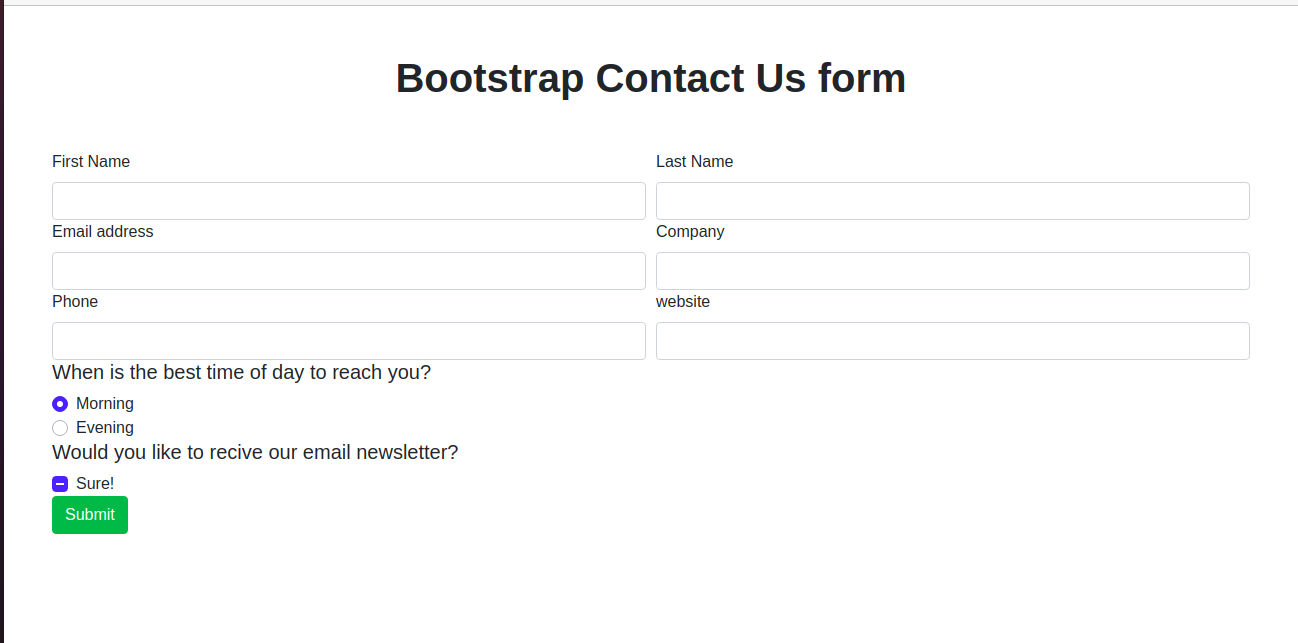 Bootstrap Contact Us form
First Name
Last Name
Email address
Company
Phone
website
When is the best time of day to reach you?
Morning
Evening
Would you like to recive our email newsletter?
Sure!
Submit